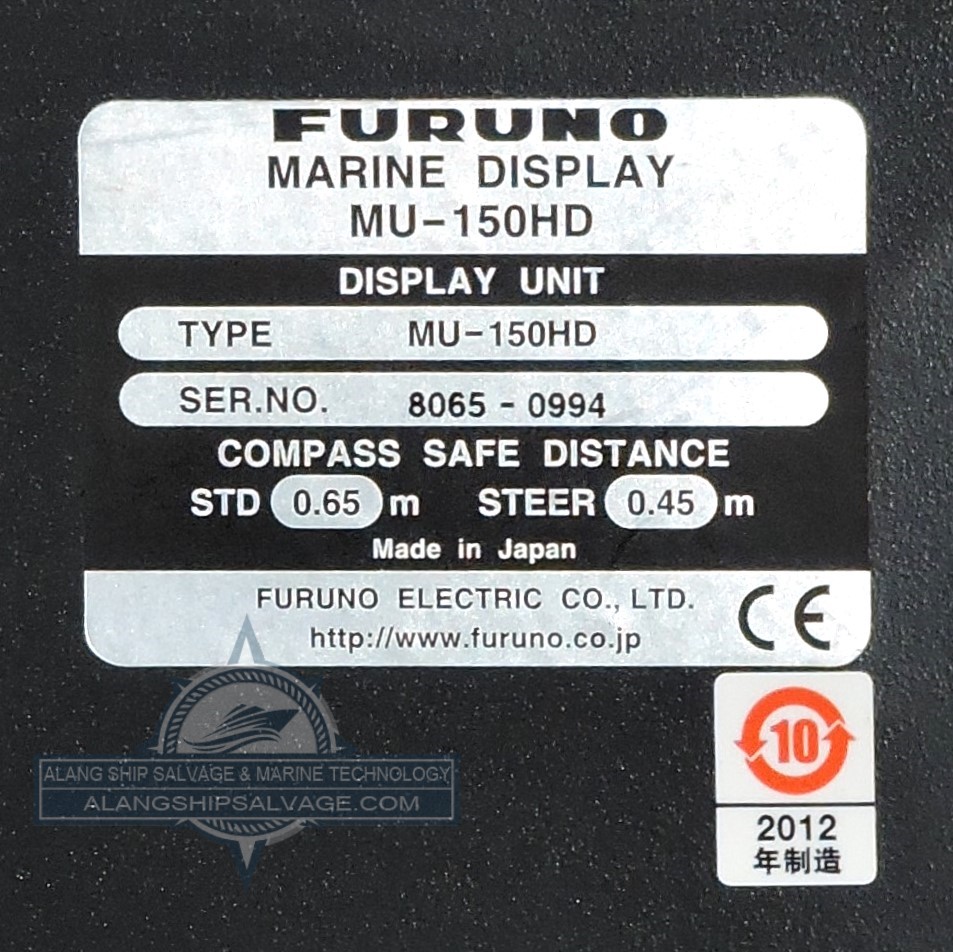 FURUNO
MARINE DISPLAY
MU-150HD
DISPLAY UNIT
TYPE MU-150HD
SER.NO. 8065 - 0994
COMPASS SAFE DISTANCE
STD 0.65 m STEER 0.45 m
Made in Japan
FURUNO ELECTRIC CO., LTD.
http://www.furuno.co.jp
CE
10
2012
年制造
ALANG SHIP SALVAGE & MARINE TECHNOLOGY
ALANGSHIPSALVAGE.COM